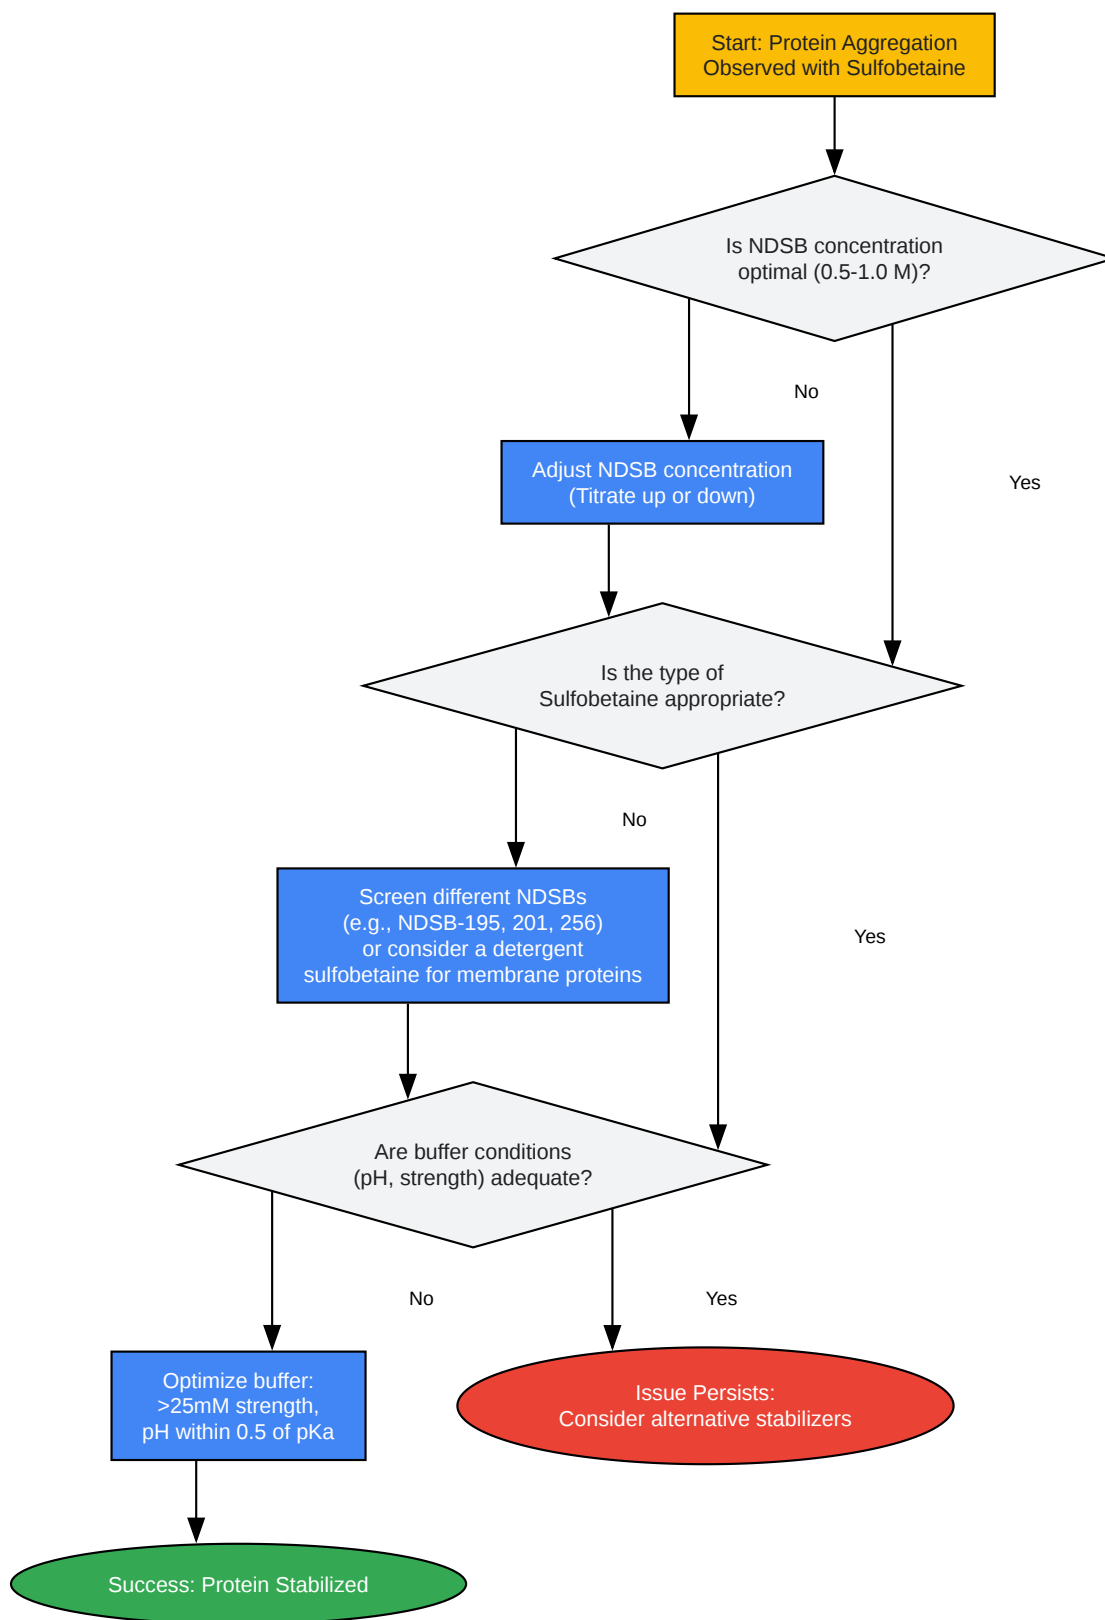 Start: Protein Aggregation
Observed with Sulfobetaine
Is NDSB concentration
optimal (0.5-1.0 M)?
No
Yes
Adjust NDSB concentration
(Titrate up or down)
Is the type of
Sulfobetaine appropriate?
No
Yes
Screen different NDSBs
(e.g., NDSB-195, 201, 256)
or consider a detergent
sulfobetaine for membrane proteins
Are buffer conditions
(pH, strength) adequate?
No
Yes
Optimize buffer:
>25mM strength,
pH within 0.5 of pKa
Issue Persists:
Consider alternative stabilizers
Success: Protein Stabilized